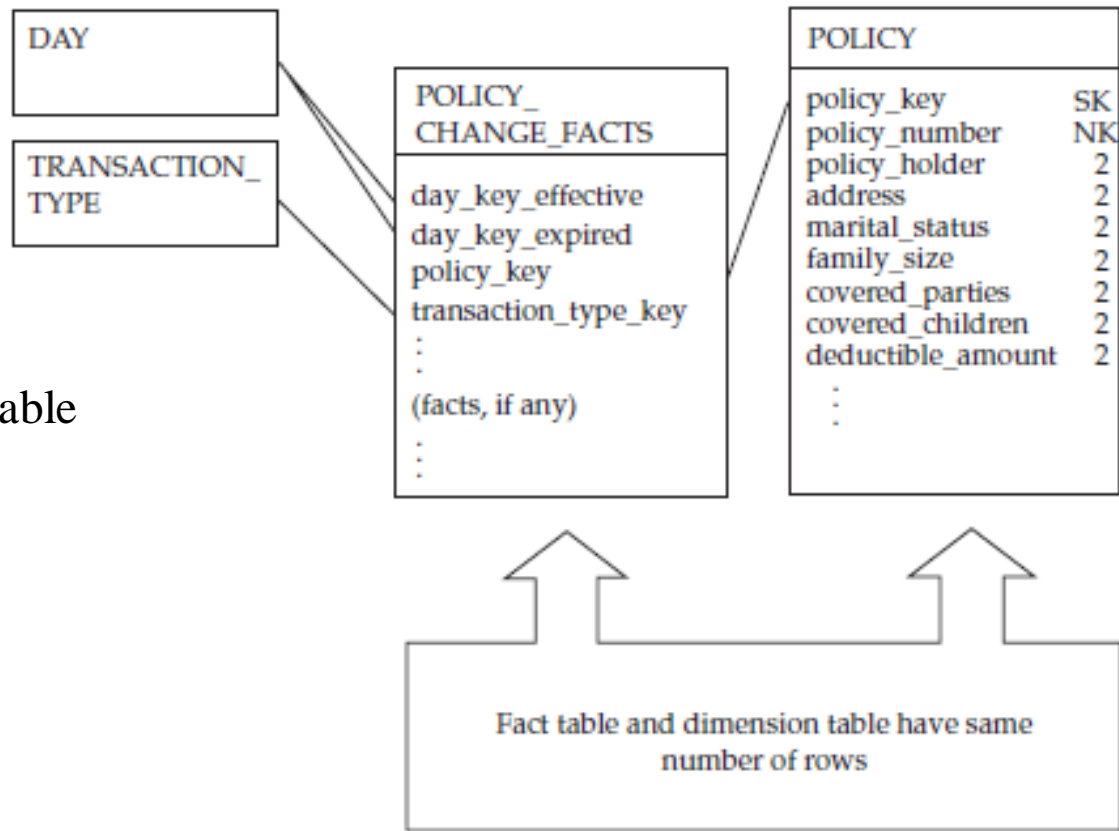 DAY
TRANSACTION_
TYPE
able
POLICY_
CHANGE_FACTS
day_key_effective
day_key_expired
policy_key
transaction_type_key
:
:
(facts, if any)
:
:
POLICY
policy_key SK
policy_number NK
policy_holder 2
address 2
marital_status 2
family_size 2
covered_parties 2
covered_children 2
deductible_amount 2
:
:
Fact table and dimension table have same
number of rows